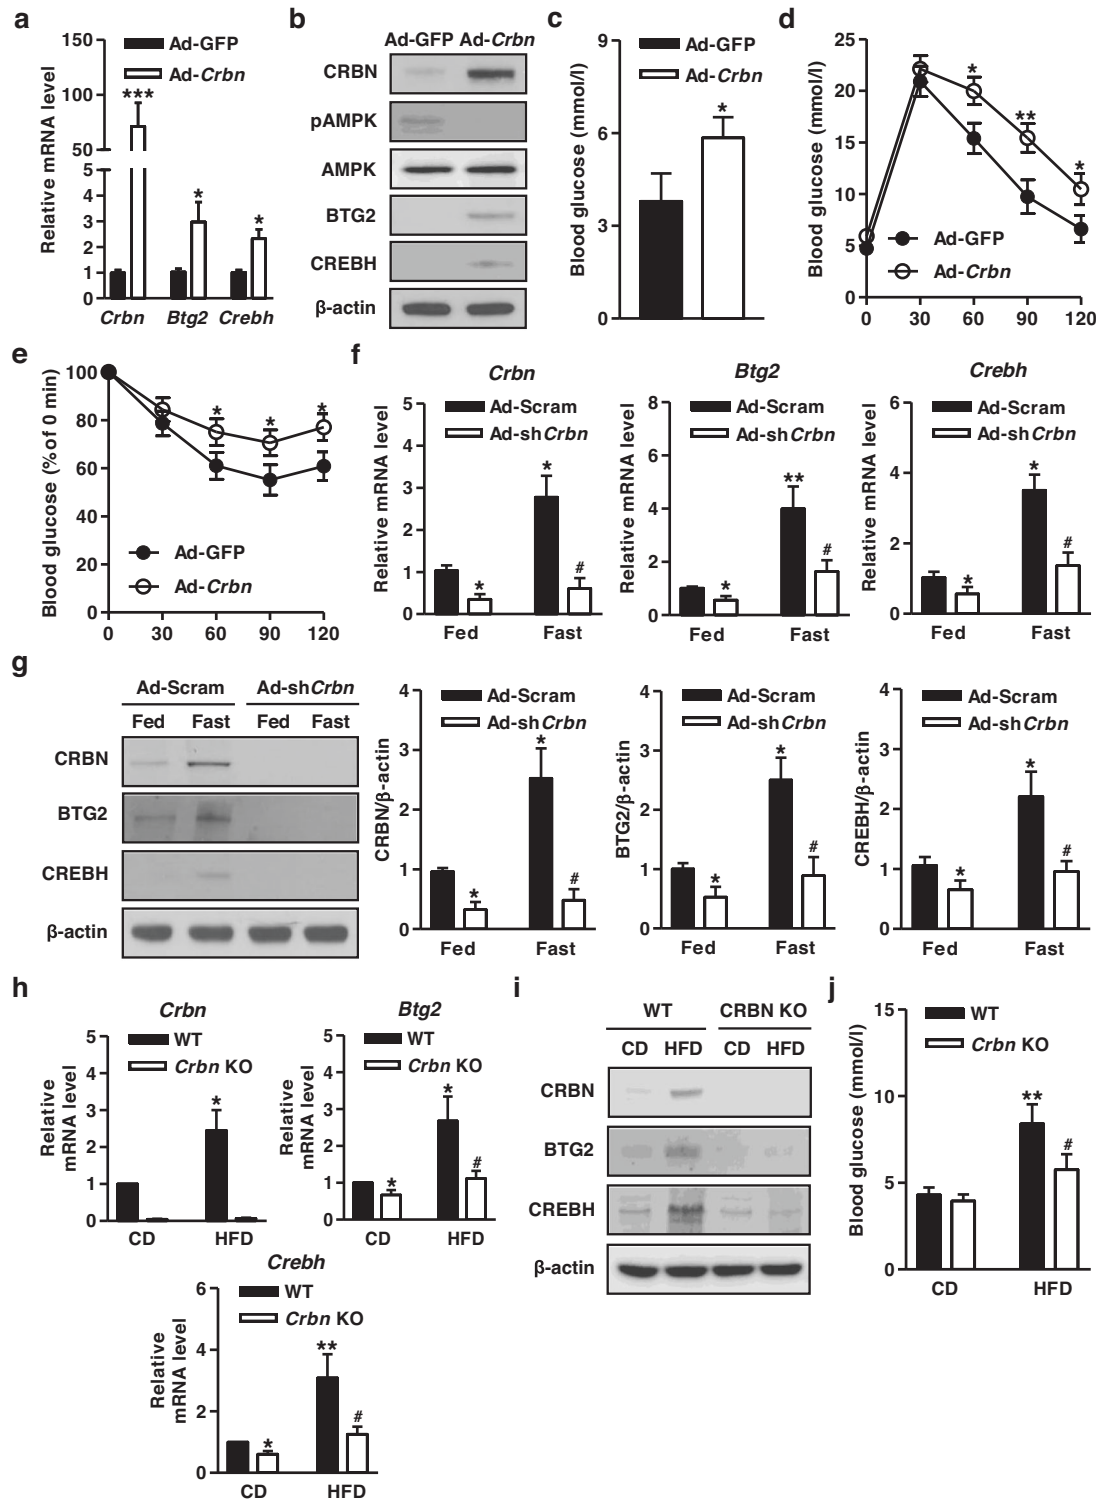 a
Ad-GFP
Ad-Crbn
Relative mRNA level
150
100
50
5
4
3
2
1
0
***
*
*
Crbn Btg2 Crebh
b
Ad-GFP Ad-Crbn
CRBN
pAMPK
AMPK
BTG2
CREBH
β-actin
c
Ad-GFP
Ad-Crbn
Blood glucose (mmol/l)
9
6
3
0
*
d
Blood glucose (mmol/l)
25
20
15
10
5
0
*
**
*
Ad-GFP
Ad-Crbn
0 30 60 90 120
e
Blood glucose (% of 0 min)
100
80
60
40
20
0
* * *
Ad-GFP
Ad-Crbn
0 30 60 90 120
f
Crbn
Ad-Scram
Ad-shCrbn
Relative mRNA level
5
4
3
2
1
0
*
*
#
Fed Fast
Btg2
Ad-Scram
Ad-shCrbn
Relative mRNA level
8
6
4
2
0
*
**
#
Fed Fast
Crebh
Ad-Scram
Ad-shCrbn
Relative mRNA level
6
4
2
0
*
*
#
Fed Fast
g
Ad-Scram Ad-shCrbn
Fed Fast Fed Fast
CRBN
BTG2
CREBH
β-actin
Ad-Scram
Ad-shCrbn
CRBN/β-actin
4
3
2
1
0
*
*
#
Fed Fast
Ad-Scram
Ad-shCrbn
BTG2/β-actin
4
3
2
1
0
*
*
#
Fed Fast
Ad-Scram
Ad-shCrbn
CREBH/β-actin
4
3
2
1
0
*
*
#
Fed Fast
h
Crbn
WT
Crbn KO
Relative
mRNA level
5
4
3
2
1
0
*
CD HFD
Btg2
WT
Crbn KO
Relative
mRNA level
5
4
3
2
1
0
*
*
#
CD HFD
Crebh
WT
Crbn KO
Relative
mRNA level
6
4
2
0
*
**
#
CD HFD
i
WT CRBN KO
CD HFD CD HFD
CRBN
BTG2
CREBH
β-actin
j
WT
Crbn KO
Blood glucose (mmol/l)
15
10
5
0
**
#
CD HFD